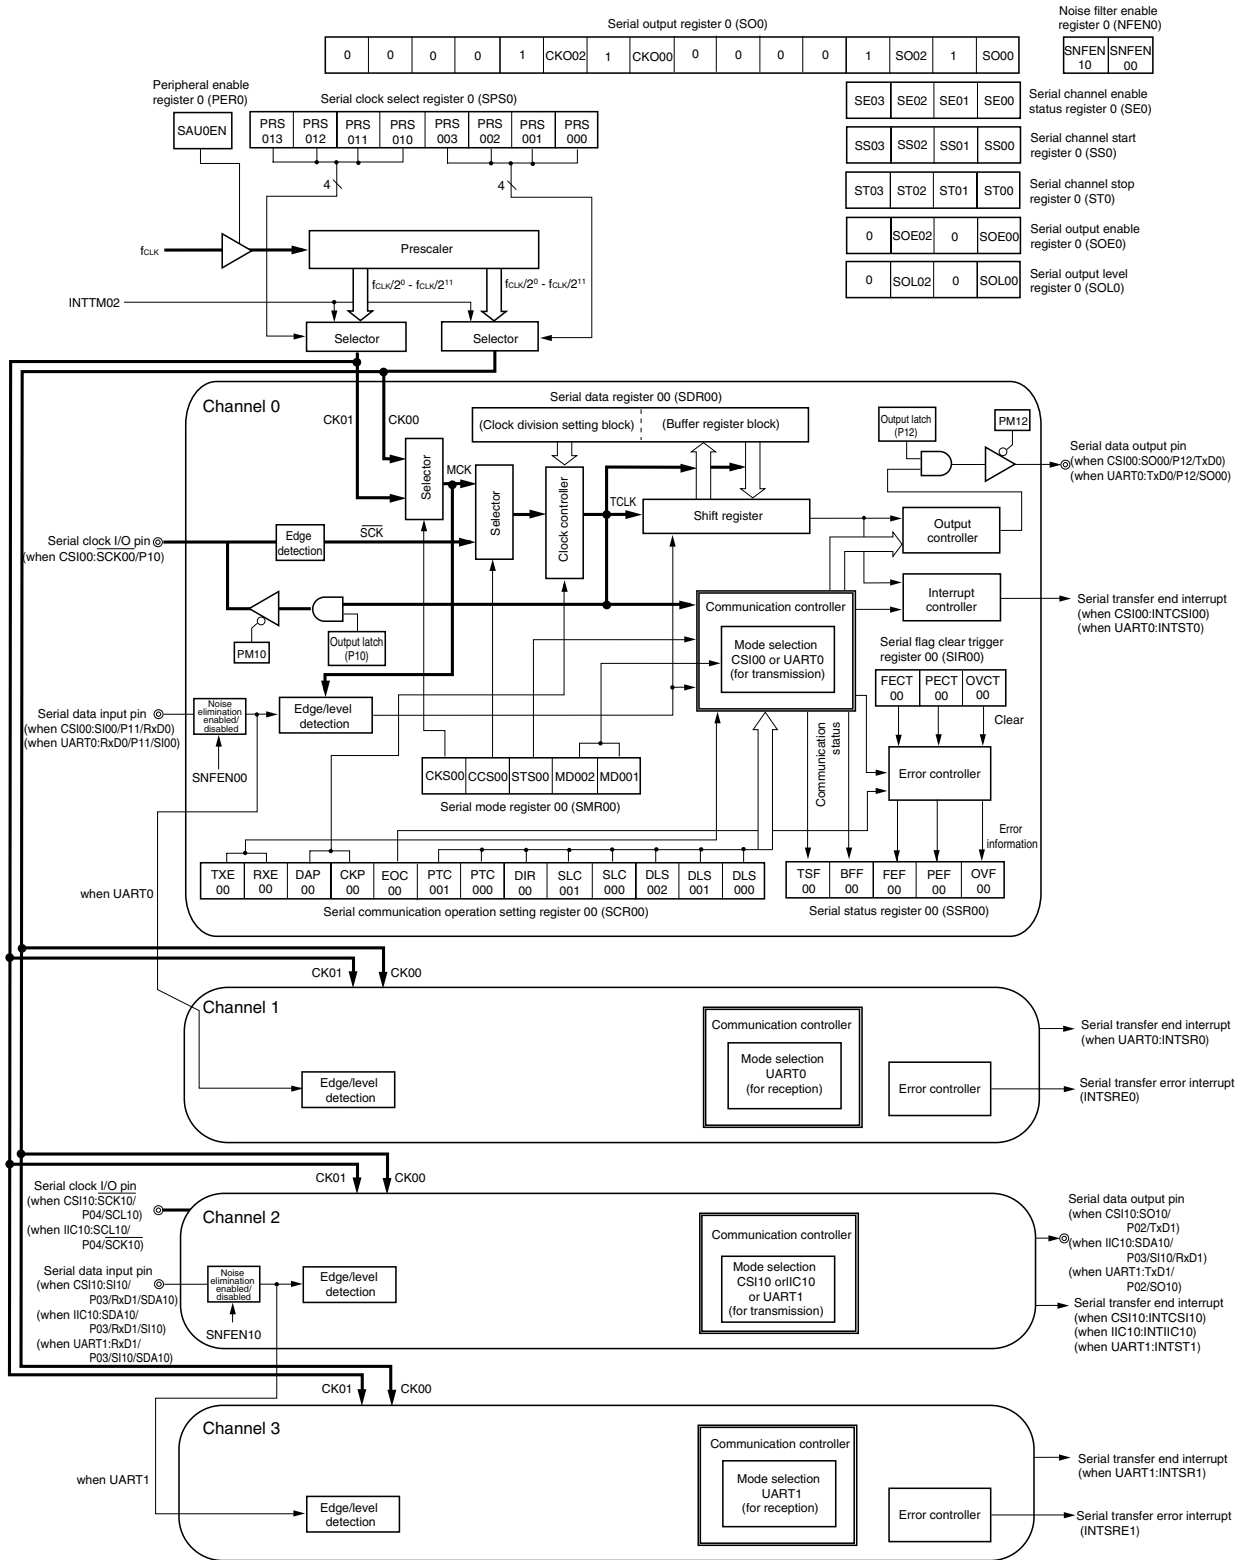 Serial output register 0 (SO0)
0 0 0 0 1 CKO02 1 CKO00 0 0 0 0 1 SO02 1 SO00
Noise filter enable
register 0 (NFEN0)
SNFEN SNFEN
10 00
Peripheral enable
register 0 (PER0)
SAU0EN
Serial clock select register 0 (SPS0)
PRS PRS PRS PRS PRS PRS PRS PRS
013 012 011 010 003 002 001 000
4
4
SE03 SE02 SE01 SE00
Serial channel enable
status register 0 (SE0)
SS03 SS02 SS01 SS00
Serial channel start
register 0 (SS0)
ST03 ST02 ST01 ST00
Serial channel stop
register 0 (ST0)
0 SOE02 0 SOE00
Serial output enable
register 0 (SOE0)
0 SOL02 0 SOL00
Serial output level
register 0 (SOL0)
fCLK
Prescaler
fCLK/2⁰ - fCLK/2¹¹
fCLK/2⁰ - fCLK/2¹¹
INTTM02
Selector
Selector
Channel 0
CK01
CK00
Serial data register 00 (SDR00)
(Clock division setting block)
(Buffer register block)
Output latch
(P12)
PM12
Serial data output pin
(when CSI00:SO00/P12/TxD0)
(when UART0:TxD0/P12/SO00)
Selector
MCK
Selector
Clock controller
TCLK
Shift register
Output
controller
Serial clock I/O pin
(when CSI00:SCK00/P10)
Edge
detection
SCK
Interrupt
controller
Serial transfer end interrupt
(when CSI00:INTCSI00)
(when UART0:INTST0)
Communication controller
Mode selection
CSI00 or UART0
(for transmission)
PM10
Output latch
(P10)
Serial flag clear trigger
register 00 (SIR00)
FECT PECT OVCT
00 00 00
Clear
Serial data input pin
(when CSI00:SI00/P11/RxD0)
(when UART0:RxD0/P11/SI00)
Noise
elimination
enabled/
disabled
SNFEN00
Edge/level
detection
CKS00 CCS00 STS00 MD002 MD001
Serial mode register 00 (SMR00)
Communication
status
Error controller
Error
information
when UART0
TXE RXE DAP CKP EOC PTC PTC DIR SLC SLC DLS DLS DLS
00 00 00 00 00 001 000 00 001 000 002 001 000
Serial communication operation setting register 00 (SCR00)
TSF BFF FEF PEF OVF
00 00 00 00 00
Serial status register 00 (SSR00)
CK01
CK00
Channel 1
Communication controller
Mode selection
UART0
(for reception)
Edge/level
detection
Error controller
Serial transfer end interrupt
(when UART0:INTSR0)
Serial transfer error interrupt
(INTSRE0)
CK01
CK00
Serial clock I/O pin
(when CSI10:SCK10/
P04/SCL10)
(when IIC10:SCL10/
P04/SCK10)
Channel 2
Communication controller
Mode selection
CSI10 orIIC10
or UART1
(for transmission)
Serial data input pin
(when CSI10:SI10/
P03/RxD1/SDA10)
(when IIC10:SDA10/
P03/RxD1/SI10)
(when UART1:RxD1/
P03/SI10/SDA10)
Noise
elimination
enabled/
disabled
SNFEN10
Edge/level
detection
Serial data output pin
(when CSI10:SO10/
P02/TxD1)
(when IIC10:SDA10/
P03/SI10/RxD1)
(when UART1:TxD1/
P02/SO10)
Serial transfer end interrupt
(when CSI10:INTCSI10)
(when IIC10:INTIIC10)
(when UART1:INTST1)
CK01
CK00
Channel 3
when UART1
Communication controller
Mode selection
UART1
(for reception)
Edge/level
detection
Error controller
Serial transfer end interrupt
(when UART1:INTSR1)
Serial transfer error interrupt
(INTSRE1)